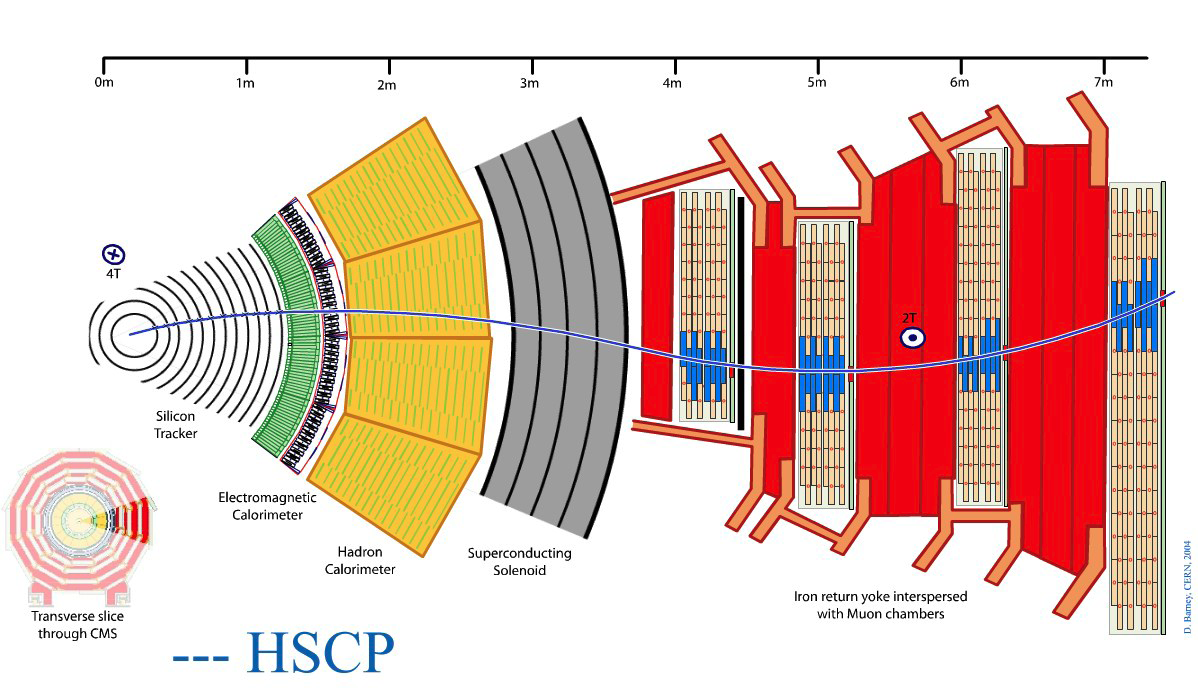 0m 1m 2m 3m 4m 5m 6m 7m
4T
2T
Silicon
Tracker
Electromagnetic
Calorimeter
Hadron
Calorimeter
Superconducting
Solenoid
Iron return yoke interspersed
with Muon chambers
Transverse slice
through CMS
--- HSCP
D. Barney, CERN, 2004